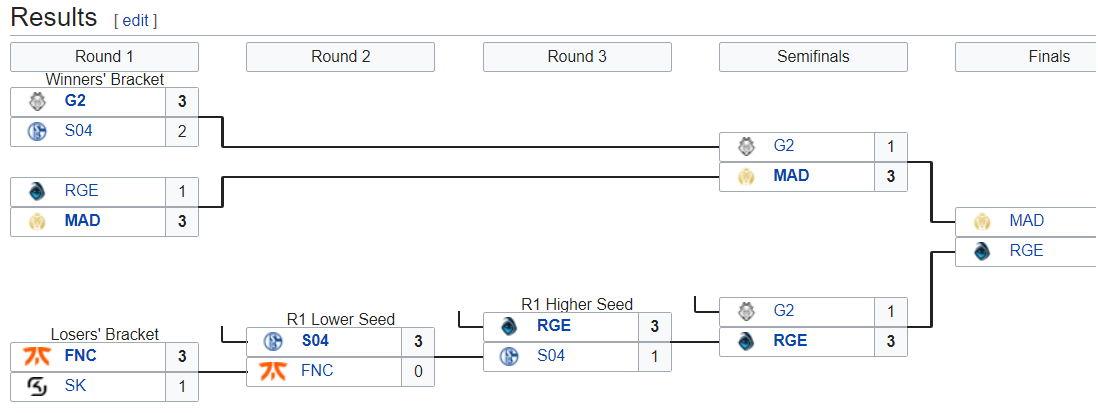 Results [ edit ]
Round 1 Round 2 Round 3 Semifinals Finals
Winners' Bracket
G2 3
S04 2
G2 1
MAD 3
RGE 1
MAD 3
MAD
RGE
R1 Higher Seed
G2 1
RGE 3
R1 Lower Seed
RGE 3
S04 1
Losers' Bracket
S04 3
FNC 0
FNC 3
SK 1